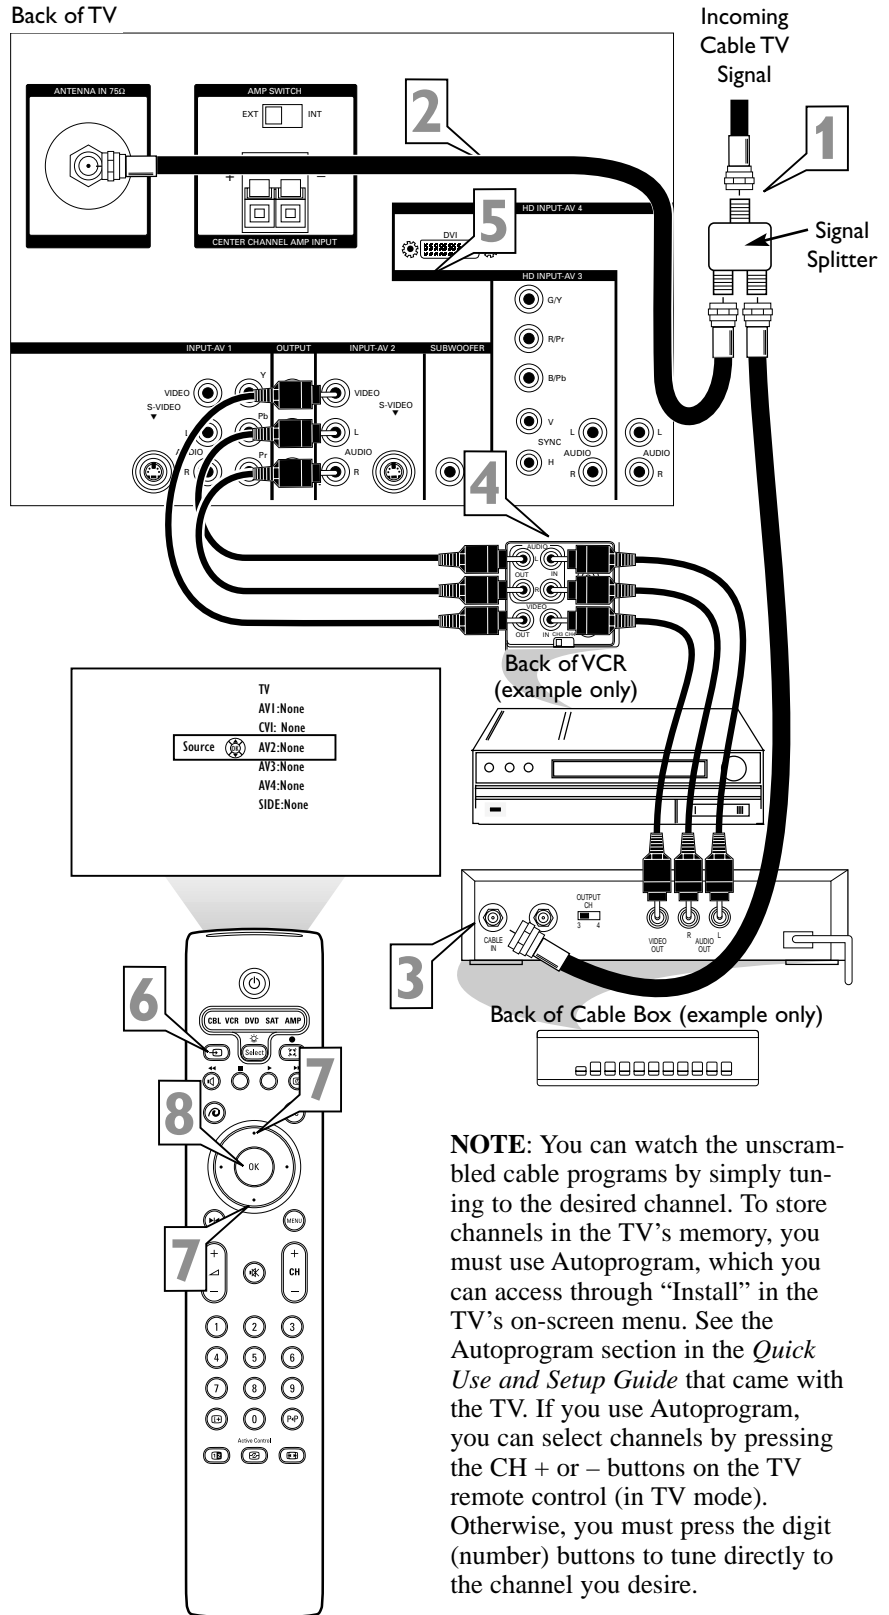 Back of TV
Incoming
Cable TV
Signal
ANTENNA IN 75Ω
AMP SWITCH
EXT
INT
2
1
+
–
CENTER CHANNEL AMP INPUT
HD INPUT-AV 4
5
DVI
Signal
Splitter
HD INPUT-AV 3
G/Y
R/Pr
B/Pb
V
SYNC
H
L
AUDIO
R
L
AUDIO
R
INPUT-AV 1
OUTPUT
INPUT-AV 2
SUBWOOFER
VIDEO
Y
VIDEO
S-VIDEO
S-VIDEO
Pb
L
L
Pr
AUDIO
R
R
4
AUDIO
L
OUT
IN
R
VIDEO
OUT
IN
CH3 CH4
Back of VCR
(example only)
TV
AV1:None
CVI: None
Source
AV2:None
AV3:None
AV4:None
SIDE:None
OUTPUT
CH
3 4
CABLE
IN
VIDEO
OUT
R
AUDIO
OUT
L
3
Back of Cable Box (example only)
6
CBL VCR DVD SAT AMP
Select
7
8
OK
7
MENU
+
–
+
CH
–
1 2 3
4 5 6
7 8 9
0
P•P
Active Control
NOTE: You can watch the unscram-
bled cable programs by simply tun-
ing to the desired channel. To store
channels in the TV's memory, you
must use Autoprogram, which you
can access through “Install” in the
TV's on-screen menu. See the
Autoprogram section in the Quick
Use and Setup Guide that came with
the TV. If you use Autoprogram,
you can select channels by pressing
the CH + or – buttons on the TV
remote control (in TV mode).
Otherwise, you must press the digit
(number) buttons to tune directly to
the channel you desire.